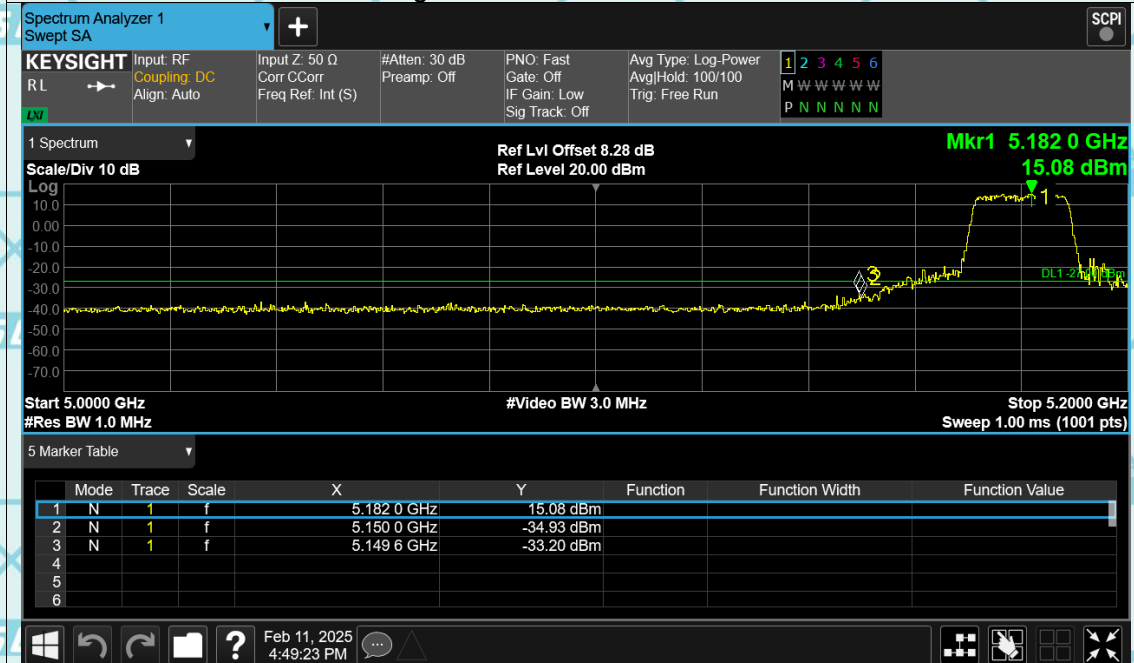 Spectrum Analyzer 1
Swept SA
+
SCPI
KEYSIGHT
R L
LXI
Input: RF
Coupling: DC
Align: Auto
Input Z: 50 Ω
Corr CCorr
Freq Ref: Int (S)
#Atten: 30 dB
Preamp: Off
PNO: Fast
Gate: Off
IF Gain: Low
Sig Track: Off
Avg Type: Log-Power
Avg|Hold: 100/100
Trig: Free Run
1 2 3 4 5 6
M W W W W W
P N N N N N
1 Spectrum
Scale/Div 10 dB
Ref Lvl Offset 8.28 dB
Ref Level 20.00 dBm
Mkr1 5.182 0 GHz
15.08 dBm
Log
10.0
0.00
-10.0
-20.0
-30.0
-40.0
-50.0
-60.0
-70.0
1
3
2
Start 5.0000 GHz
#Res BW 1.0 MHz
#Video BW 3.0 MHz
Stop 5.2000 GHz
Sweep 1.00 ms (1001 pts)
5 Marker Table
Mode Trace Scale X Y Function Function Width Function Value
1 N 1 f 5.182 0 GHz 15.08 dBm
2 N 1 f 5.150 0 GHz -34.93 dBm
3 N 1 f 5.149 6 GHz -33.20 dBm
4
5
6
?
Feb 11, 2025
4:49:23 PM